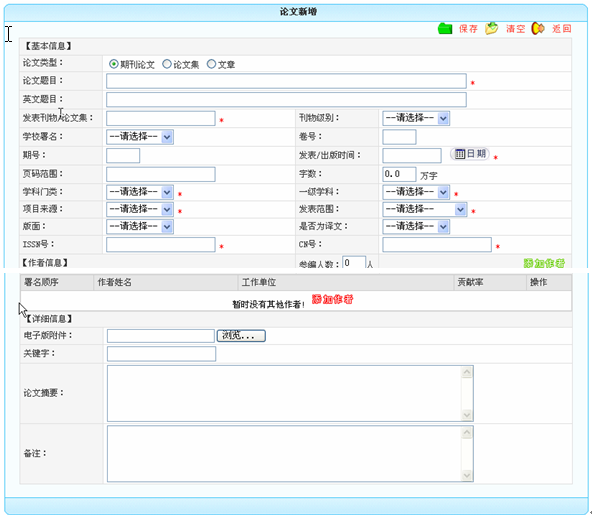 论文新增
保存 清空 返回
【基本信息】
论文类型： 期刊论文 论文集 文章
论文题目： *
英文题目：
发表刊物/论文集： * 刊物级别： --请选择--
学校署名： --请选择-- 卷号：
期号： 发表/出版时间： 日期 *
页码范围： 字数： 0.0 万字
学科门类： --请选择-- * 一级学科： --请选择-- *
项目来源： --请选择-- * 发表范围： --请选择-- *
版面： --请选择-- 是否为译文： --请选择--
ISSN号： * CN号： *
【作者信息】 参编人数： 0 人 添加作者
署名顺序 作者姓名 工作单位 贡献率 操作
暂时没有其他作者! 添加作者
【详细信息】
电子版附件： 浏览...
关键字：
论文摘要：
备注：